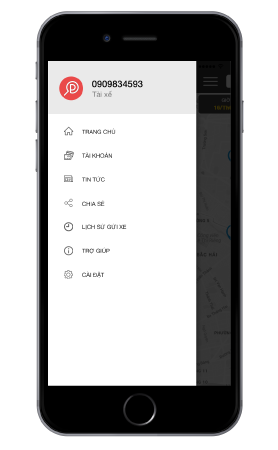 0909834593
Tài xế
TRANG CHỦ
TÀI KHOẢN
TIN TỨC
CHIA SẺ
LỊCH SỬ GỬI XE
TRỢ GIÚP
CÀI ĐẶT